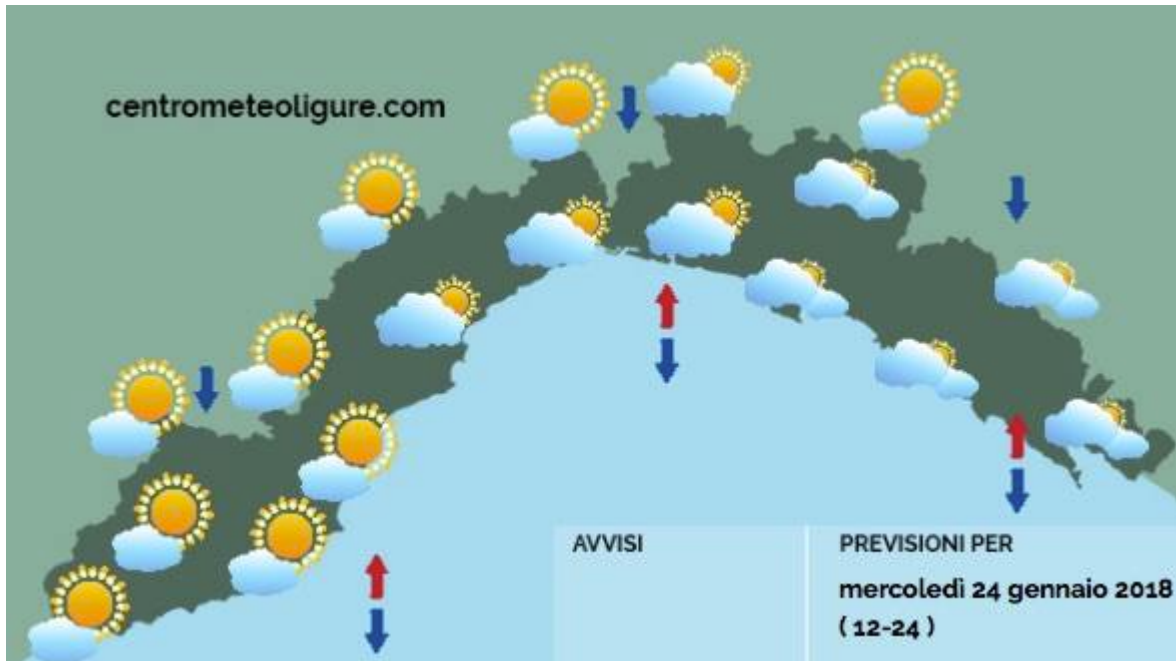 centrometeoligure.com
AVVISI
PREVISIONI PER
mercoledì 24 gennaio 2018
( 12-24 )